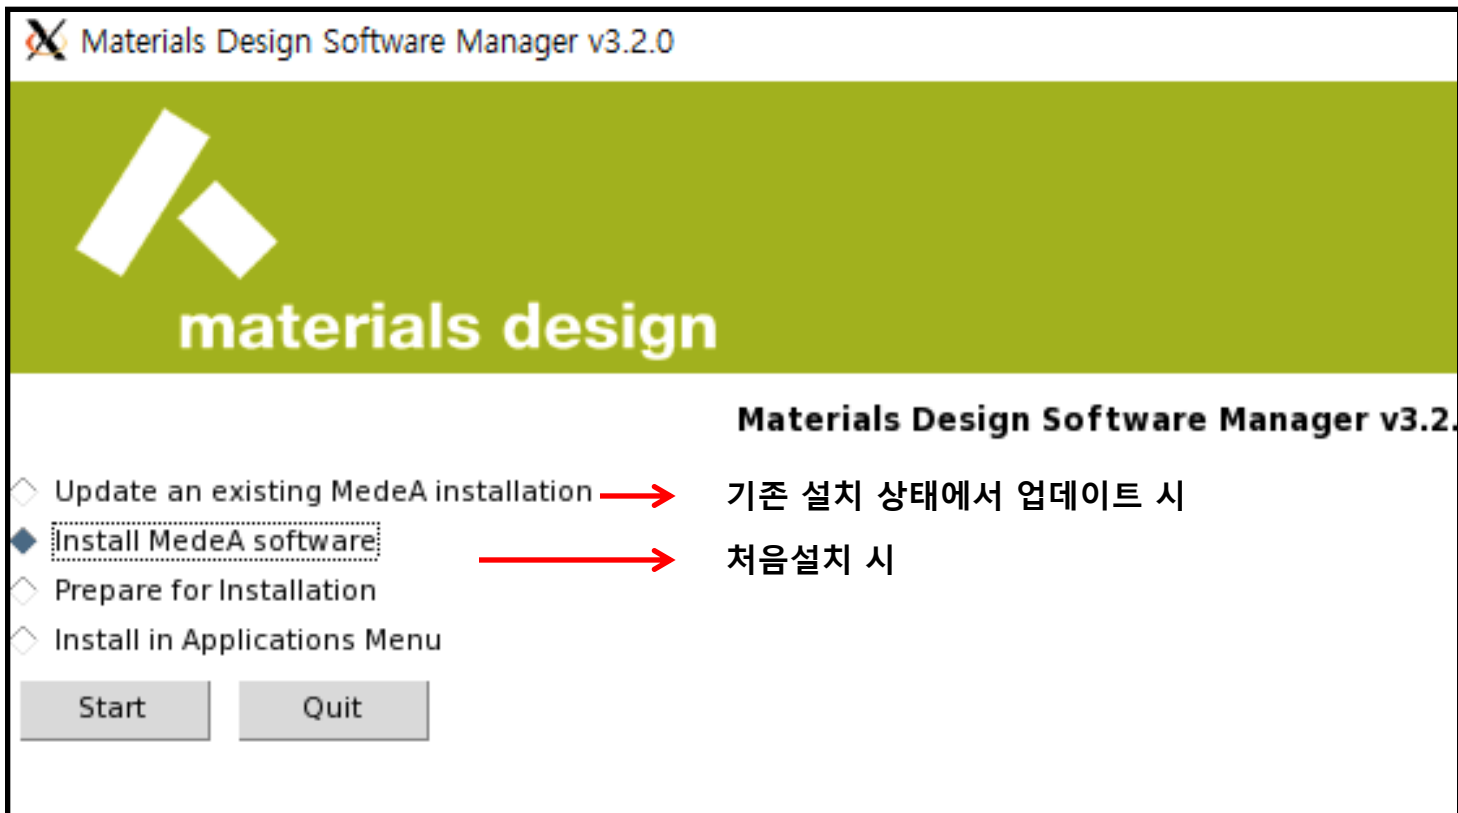 Materials Design Software Manager v3.2.0
materials design
Materials Design Software Manager v3.2.
Update an existing MedeA installation 기존 설치 상태에서 업데이트 시
Install MedeA software 처음설치 시
Prepare for Installation
Install in Applications Menu
Start Quit